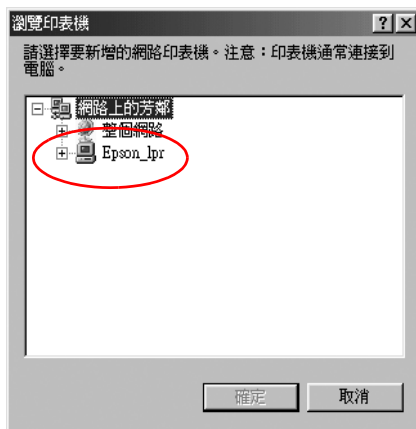 瀏覽印表機
請選擇要新增的網路印表機。注意：印表機通常連接到
電腦。
網路上的芳鄰
整個網路
Epson_lpr
確定 取消